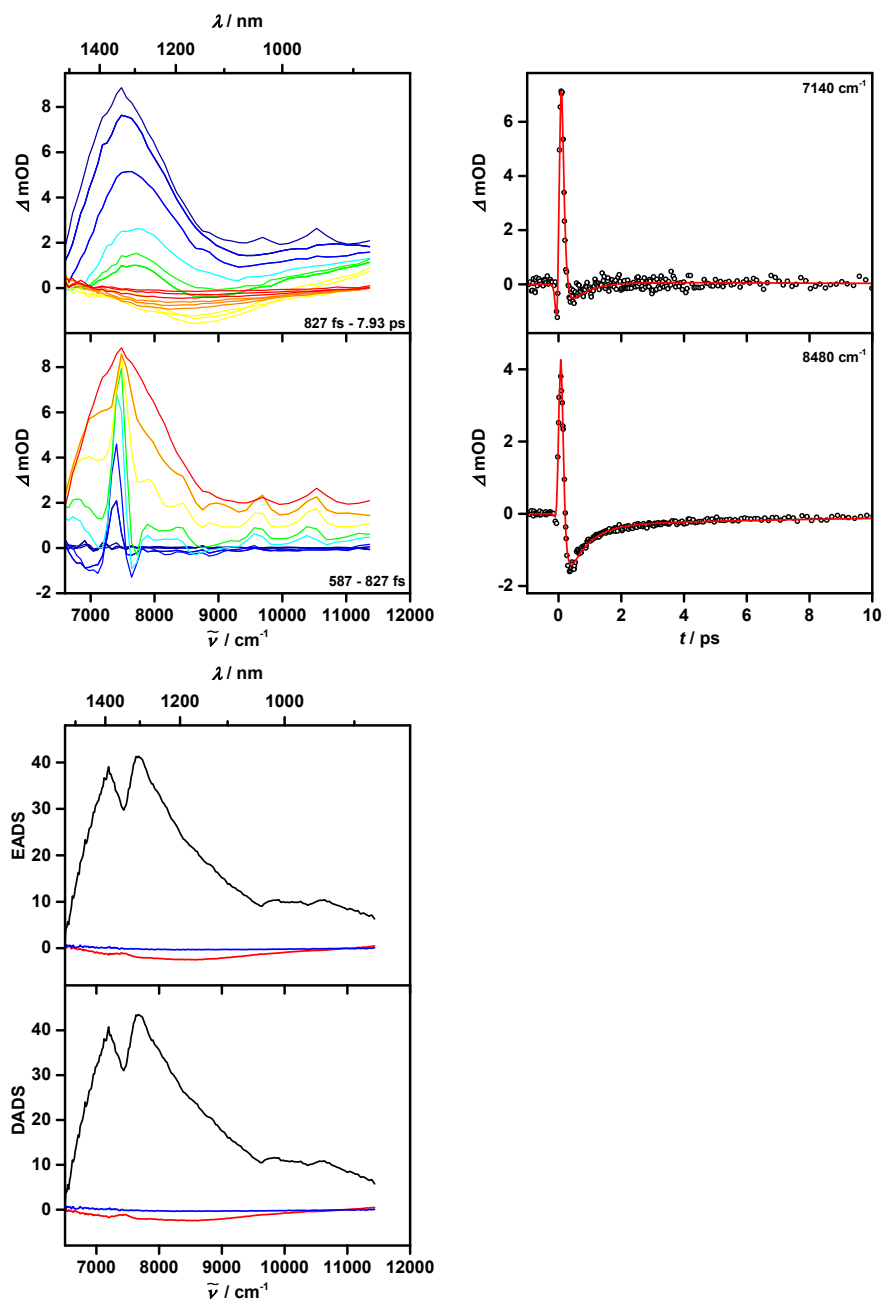 λ / nm
1400 1200 1000
8
6
4
2
0
Δ mOD
827 fs - 7.93 ps
8
6
4
2
0
-2
Δ mOD
587 - 827 fs
7000 8000 9000 10000 11000 12000
ν̃ / cm⁻¹
7140 cm⁻¹
6
4
2
0
Δ mOD
8480 cm⁻¹
4
2
0
-2
Δ mOD
0 2 4 6 8 10
t / ps
λ / nm
1400 1200 1000
40
30
20
10
0
EADS
40
30
20
10
0
DADS
7000 8000 9000 10000 11000 12000
ν̃ / cm⁻¹